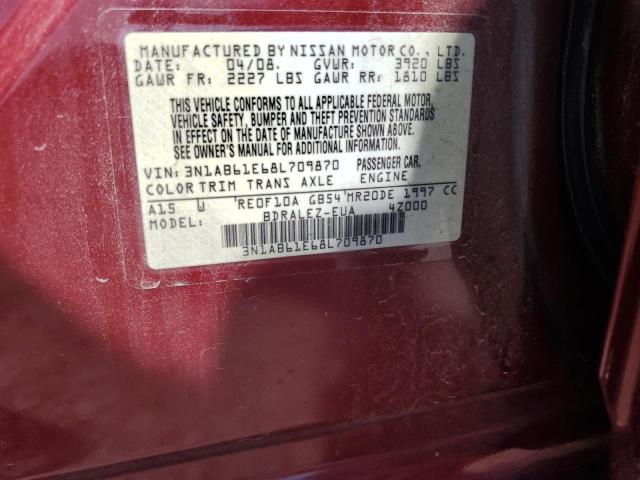 MANUFACTURED BY NISSAN MOTOR CO., LTD.
DATE: 04/08. GVWR: 3920 LBS
GAWR FR: 2227 LBS GAWR RR: 1810 LBS
THIS VEHICLE CONFORMS TO ALL APPLICABLE FEDERAL MOTOR
VEHICLE SAFETY, BUMPER AND THEFT PREVENTION STANDARDS
IN EFFECT ON THE DATE OF MANUFACTURE SHOWN ABOVE.
SEE OWNER'S MANUAL FOR ADDITIONAL INFORMATION
VIN: 3N1AB61E68L709870 PASSENGER CAR.
COLOR TRIM TRANS AXLE ENGINE
A15 W RE0F10A GB54 MR20DE 1997 CC
MODEL: BDRALEZ-EUA 4Z000
3N1AB61E68L709870